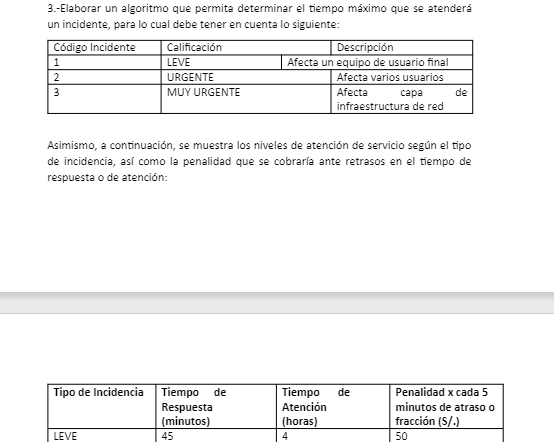 3.-Elaborar un algoritmo que permita determinar el tiempo máximo que se atenderá
un incidente, para lo cual debe tener en cuenta lo siguiente:
Código Incidente Calificación Descripción
1 LEVE Afecta un equipo de usuario final
2 URGENTE Afecta varios usuarios
3 MUY URGENTE Afecta capa de
infraestructura de red
Asimismo, a continuación, se muestra los niveles de atención de servicio según el tipo
de incidencia, así como la penalidad que se cobraría ante retrasos en el tiempo de
respuesta o de atención:
Tipo de Incidencia Tiempo de Tiempo de Penalidad x cada 5
Respuesta Atención minutos de atraso o
(minutos) (horas) fracción (S/.)
LEVE 45 4 50